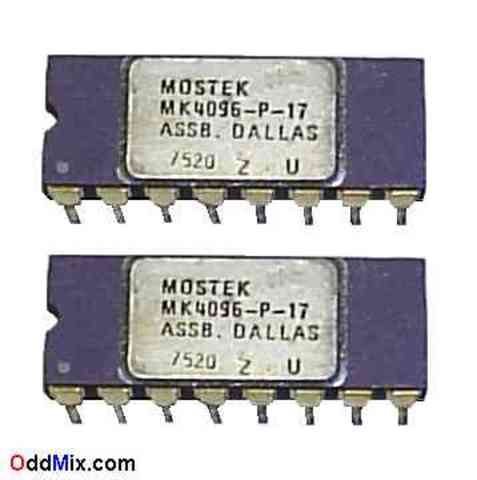 MOSTEK
MK4096-P-17
ASSB. DALLAS
7520 Z U
MOSTEK
MK4096-P-17
ASSB. DALLAS
7520 Z U
OddMix.com